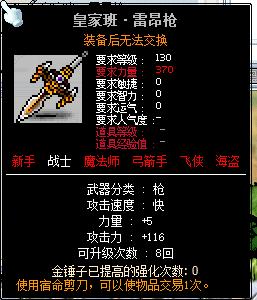 皇家班·雷昂枪
装备后无法交换
要求等级: 130
要求力量: 370
要求敏捷: 0
要求智力: 0
要求运气: 0
要求人气度: -
道具等级: -
道具经验值: -
新手 战士 魔法师 弓箭手 飞侠 海盗
武器分类: 枪
攻击速度: 快
力量: +5
攻击力: +116
可升级次数: 8回
金锤子已提高的强化次数: 0
使用宿命剪刀，可以使物品交易1次。